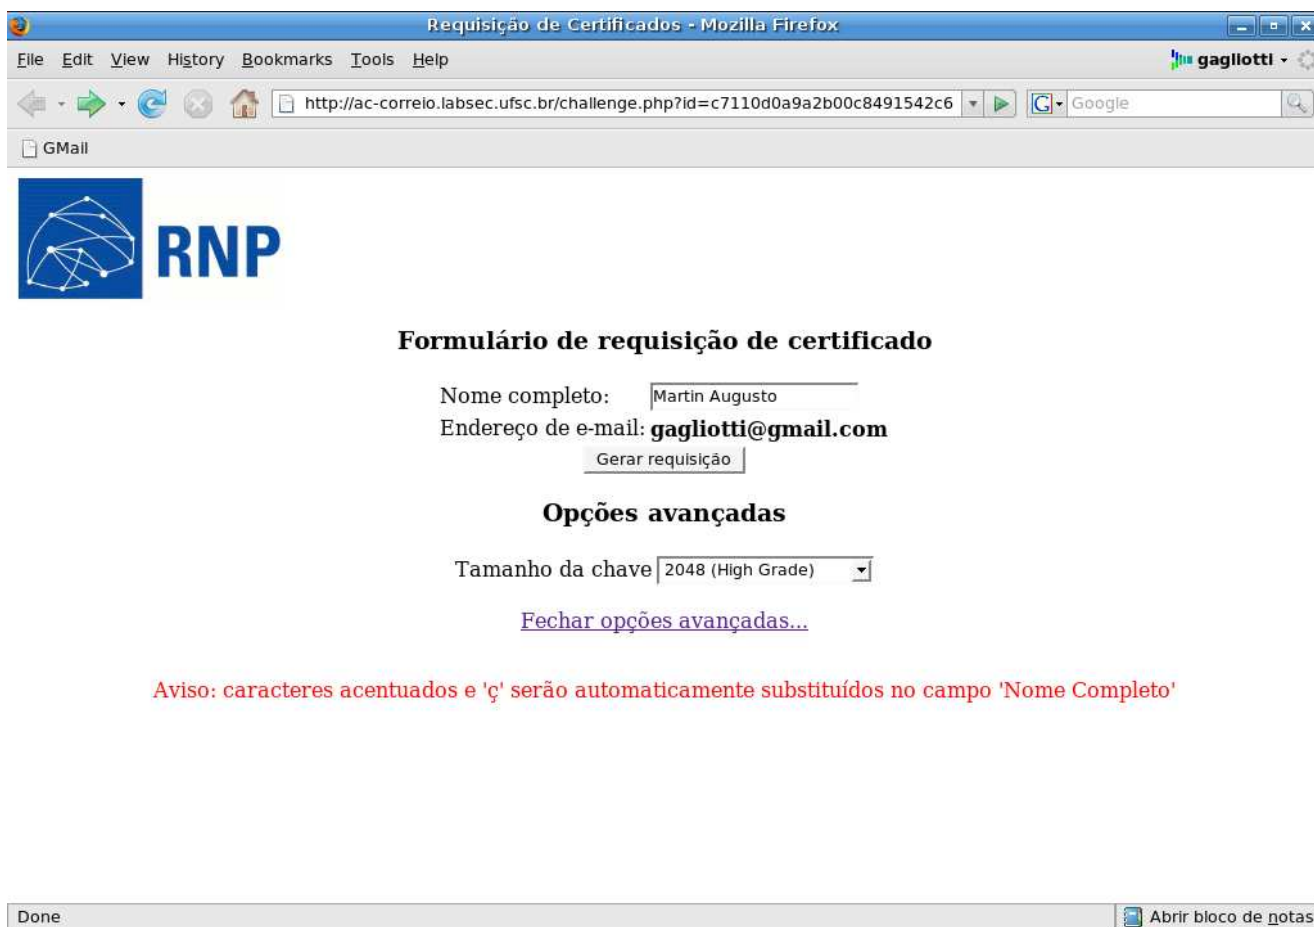 Requisição de Certificados - Mozilla Firefox
File Edit View History Bookmarks Tools Help gagliotti
http://ac-correio.labsec.ufsc.br/challenge.php?id=c7110d0a9a2b00c8491542c6 G Google
GMail
RNP
Formulário de requisição de certificado
Nome completo: Martin Augusto
Endereço de e-mail: gagliotti@gmail.com
Gerar requisição
Opções avançadas
Tamanho da chave 2048 (High Grade)
Fechar opções avançadas...
Aviso: caracteres acentuados e 'ç' serão automaticamente substituídos no campo 'Nome Completo'
Done Abrir bloco de notas